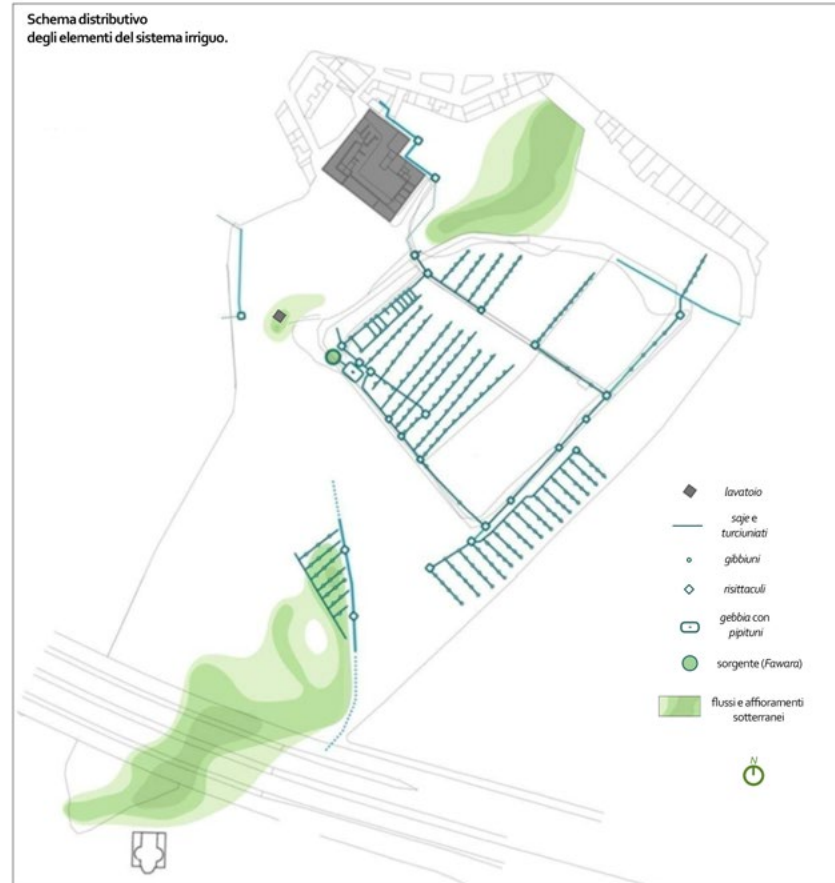 Schema distributivo
degli elementi del sistema irriguo.
lavatoio
saje e
turciuniati
gibbiuni
risittaculi
gebbia con
pipituni
sorgente (Fawara)
flussi e affioramenti
sotterranei
N